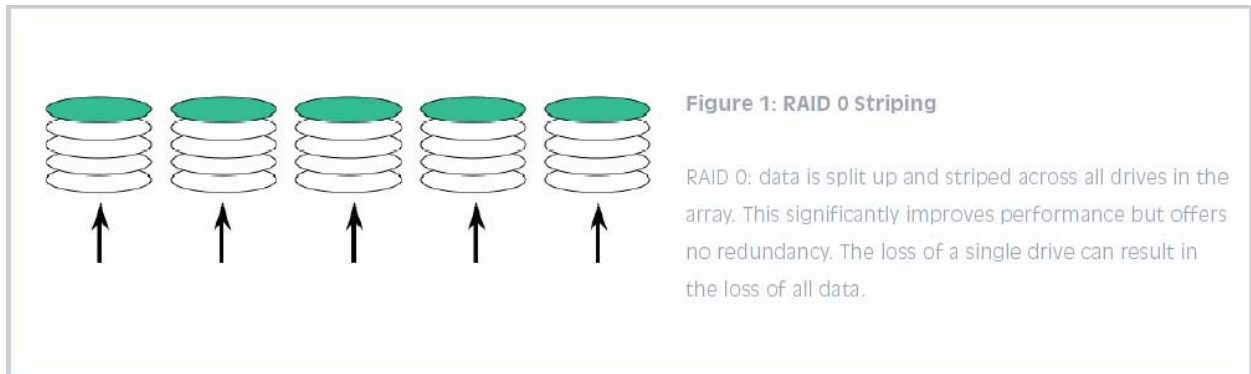 Figure 1: RAID 0 Striping
RAID 0: data is split up and striped across all drives in the
array. This significantly improves performance but offers
no redundancy. The loss of a single drive can result in
the loss of all data.